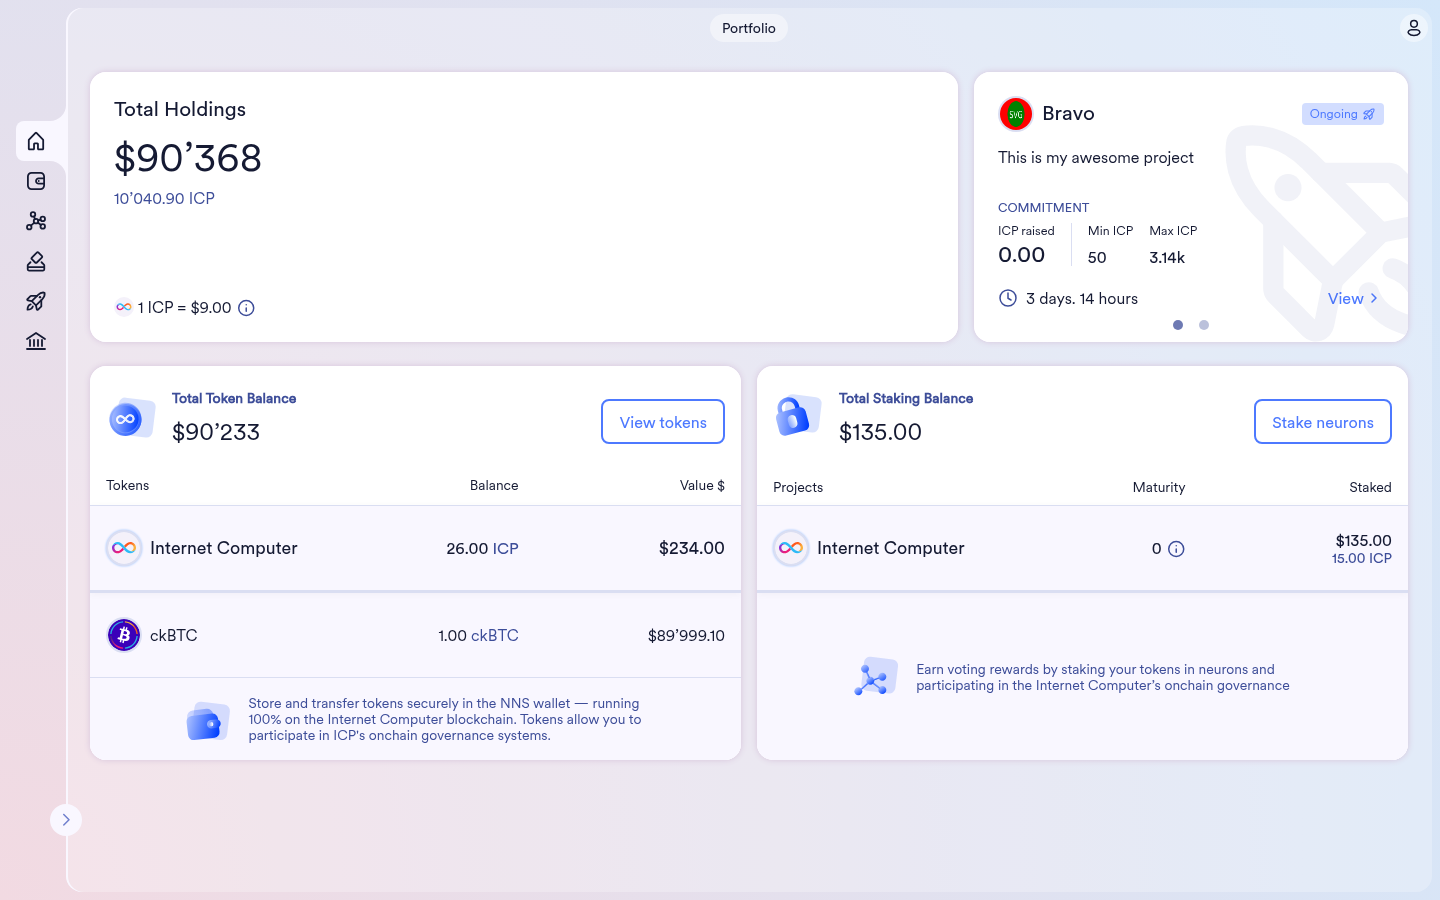 Portfolio
Total Holdings
$90’368
10’040.90 ICP
1 ICP = $9.00
SVG
Bravo
Ongoing
This is my awesome project
COMMITMENT
ICP raised
0.00
Min ICP
50
Max ICP
3.14k
3 days. 14 hours
View
Total Token Balance
$90’233
View tokens
Tokens Balance Value $
Internet Computer 26.00 ICP $234.00
ckBTC 1.00 ckBTC $89’999.10
Store and transfer tokens securely in the NNS wallet — running
100% on the Internet Computer blockchain. Tokens allow you to
participate in ICP's onchain governance systems.
Total Staking Balance
$135.00
Stake neurons
Projects Maturity Staked
Internet Computer 0 $135.00
15.00 ICP
Earn voting rewards by staking your tokens in neurons and
participating in the Internet Computer’s onchain governance